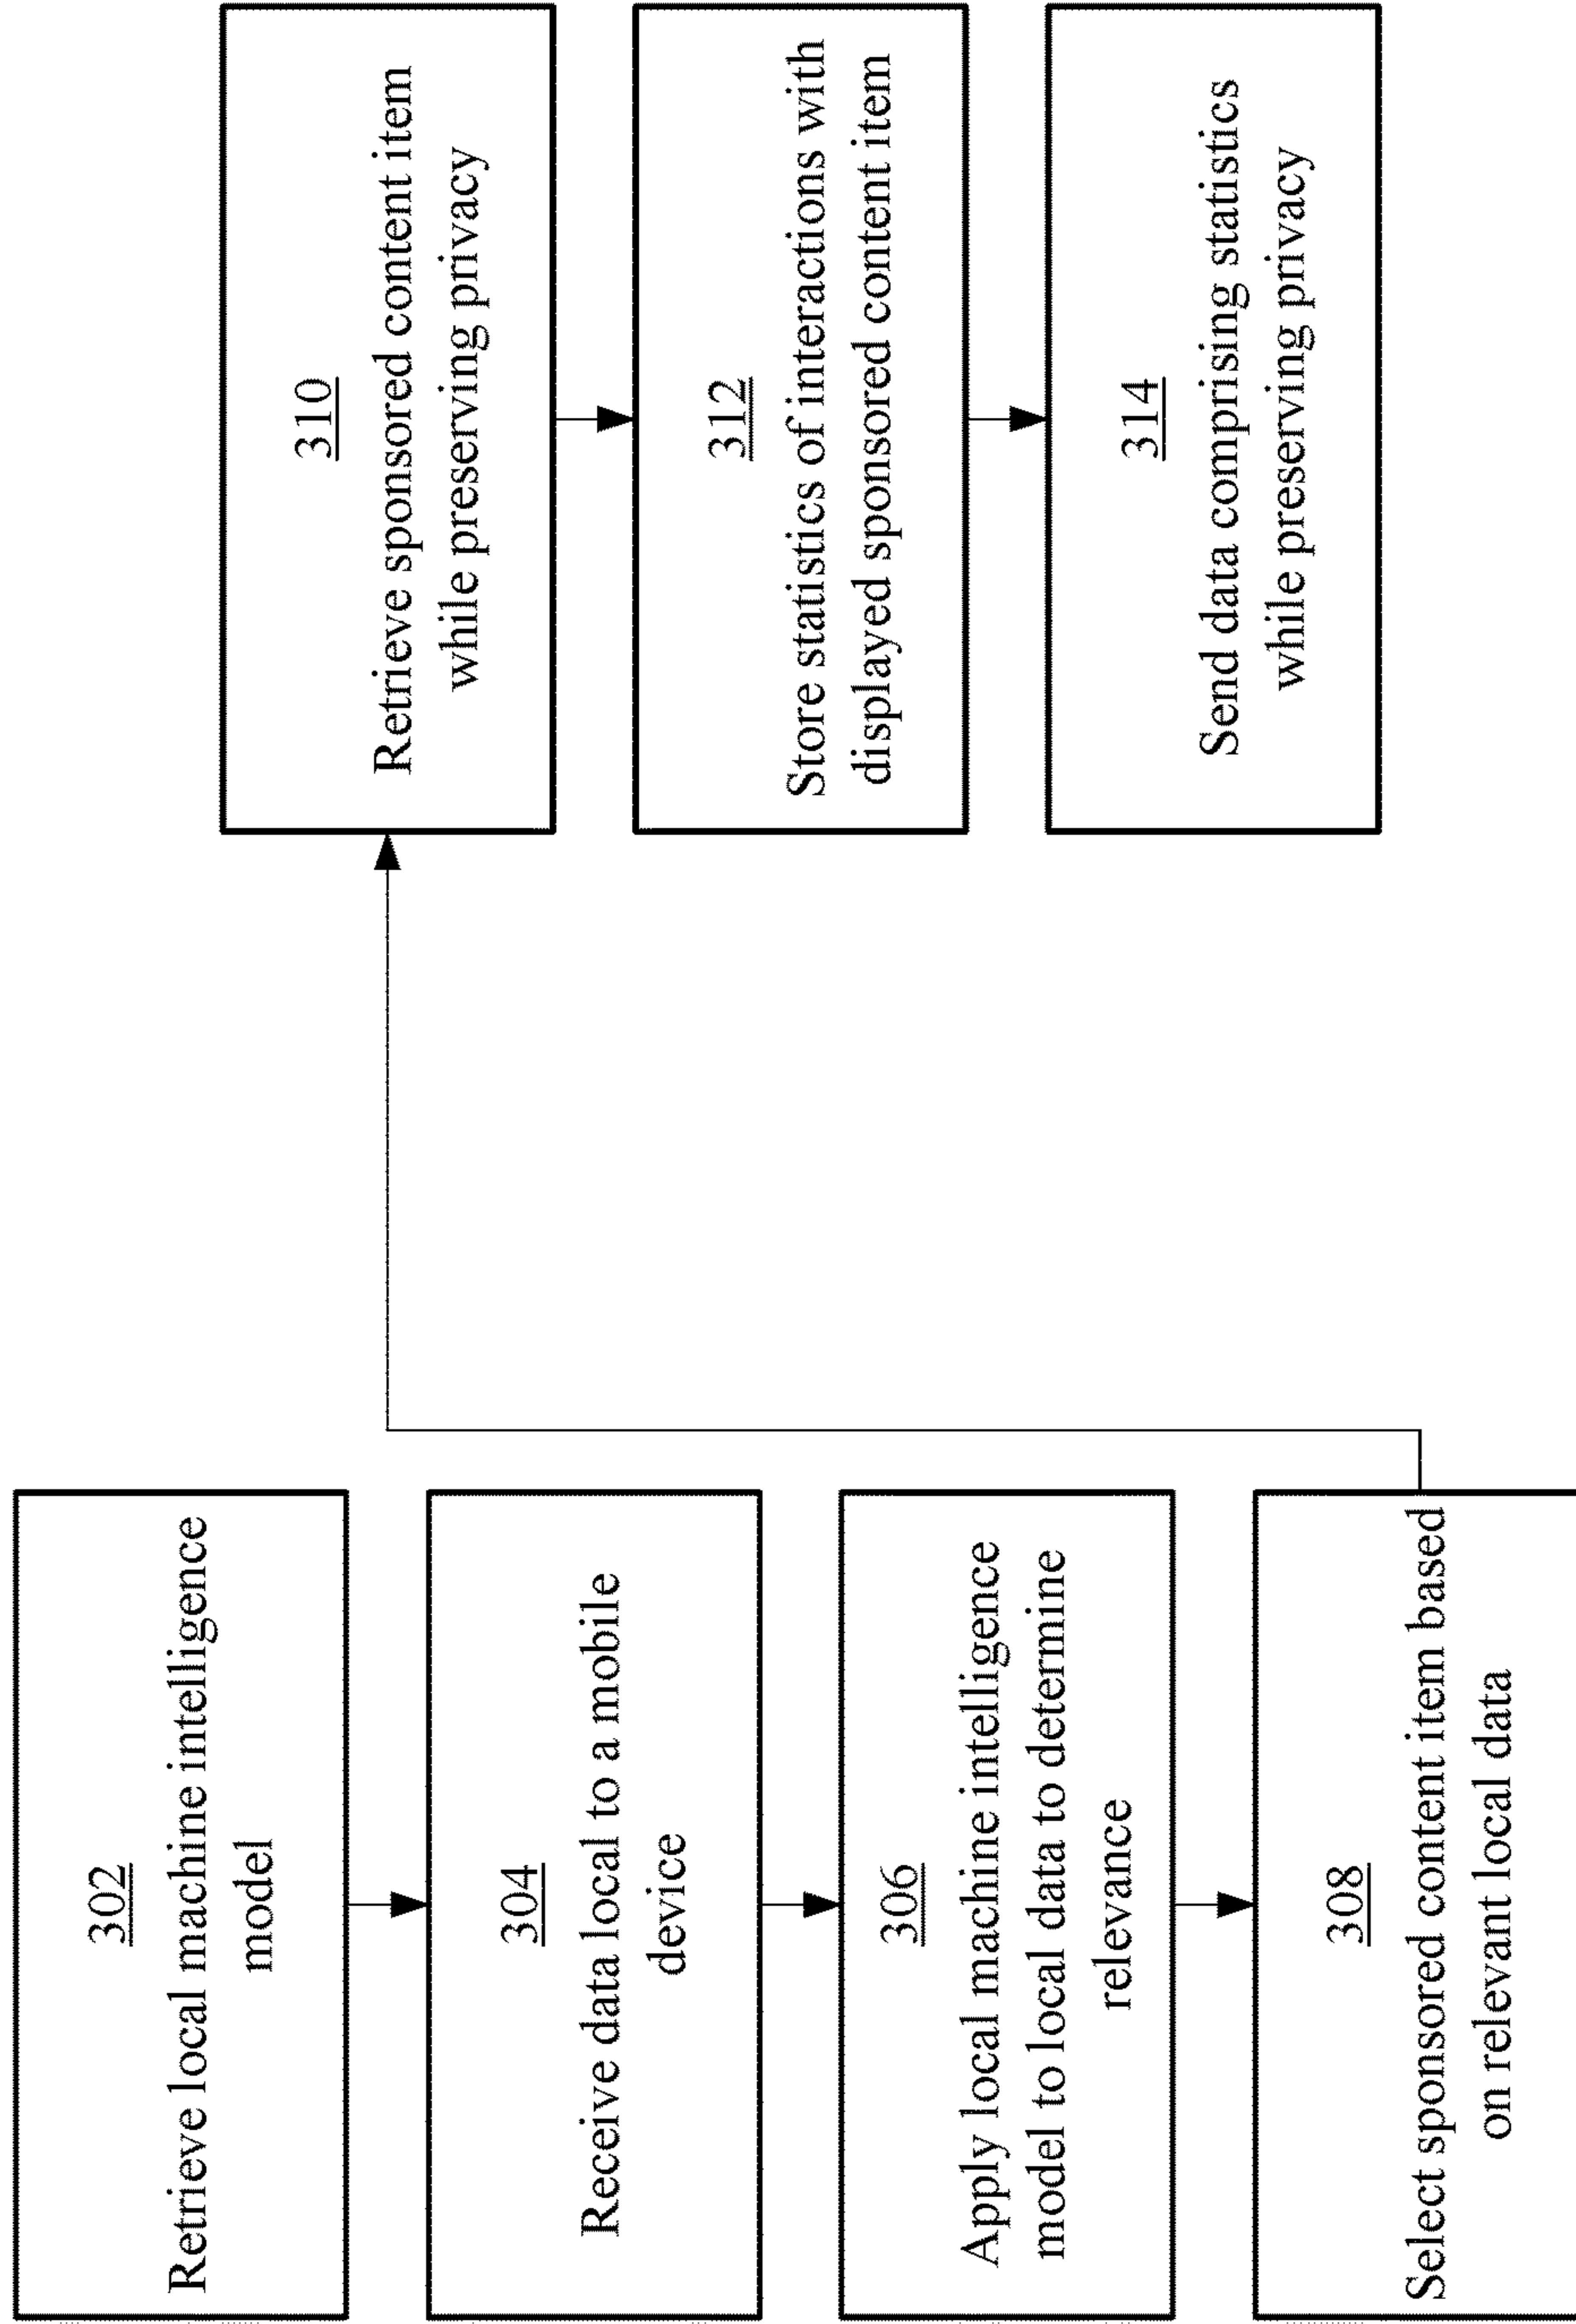 302
Retrieve local machine intelligence
model
304
Receive data local to a mobile
device
306
Apply local machine intelligence
model to local data to determine
relevance
308
Select sponsored content item based
on relevant local data
310
Retrieve sponsored content item
while preserving privacy
312
Store statistics of interactions with
displayed sponsored content item
314
Send data comprising statistics
while preserving privacy